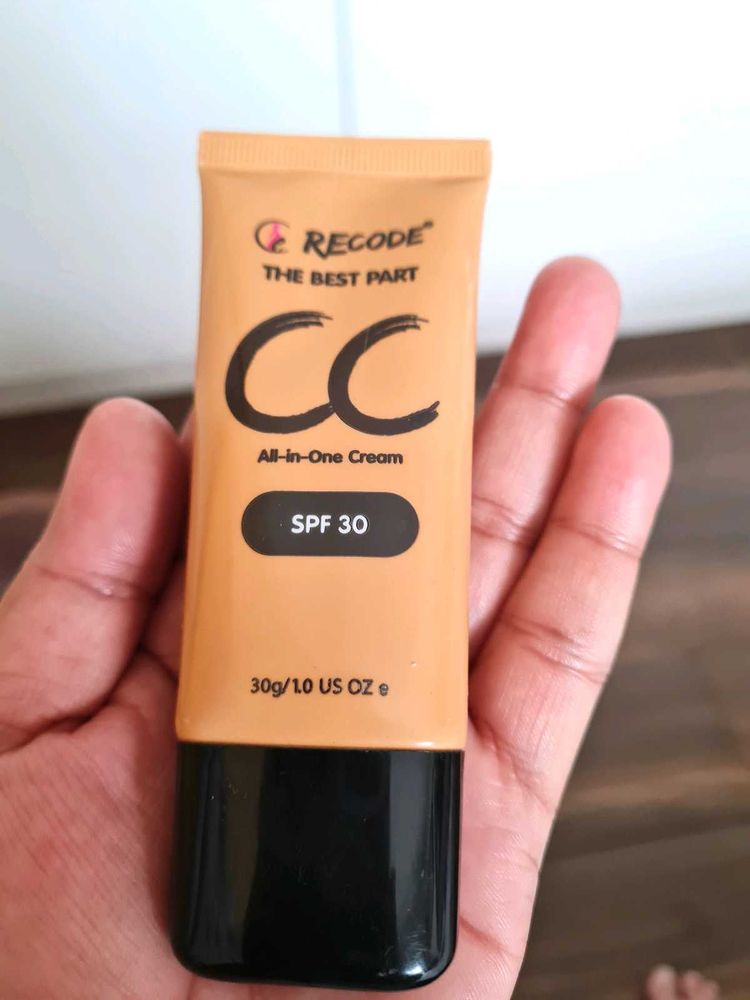 RECODE
THE BEST PART
CC
All-in-One Cream
SPF 30
30g/1.0 US OZ e